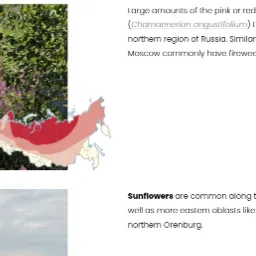 Large amounts of the pink or red
(Chamaenerion angustifolium)
northern region of Russia. Similar
Moscow commonly have
Sunflowers are common along
well as more eastern oblasts like
northern Orenburg.